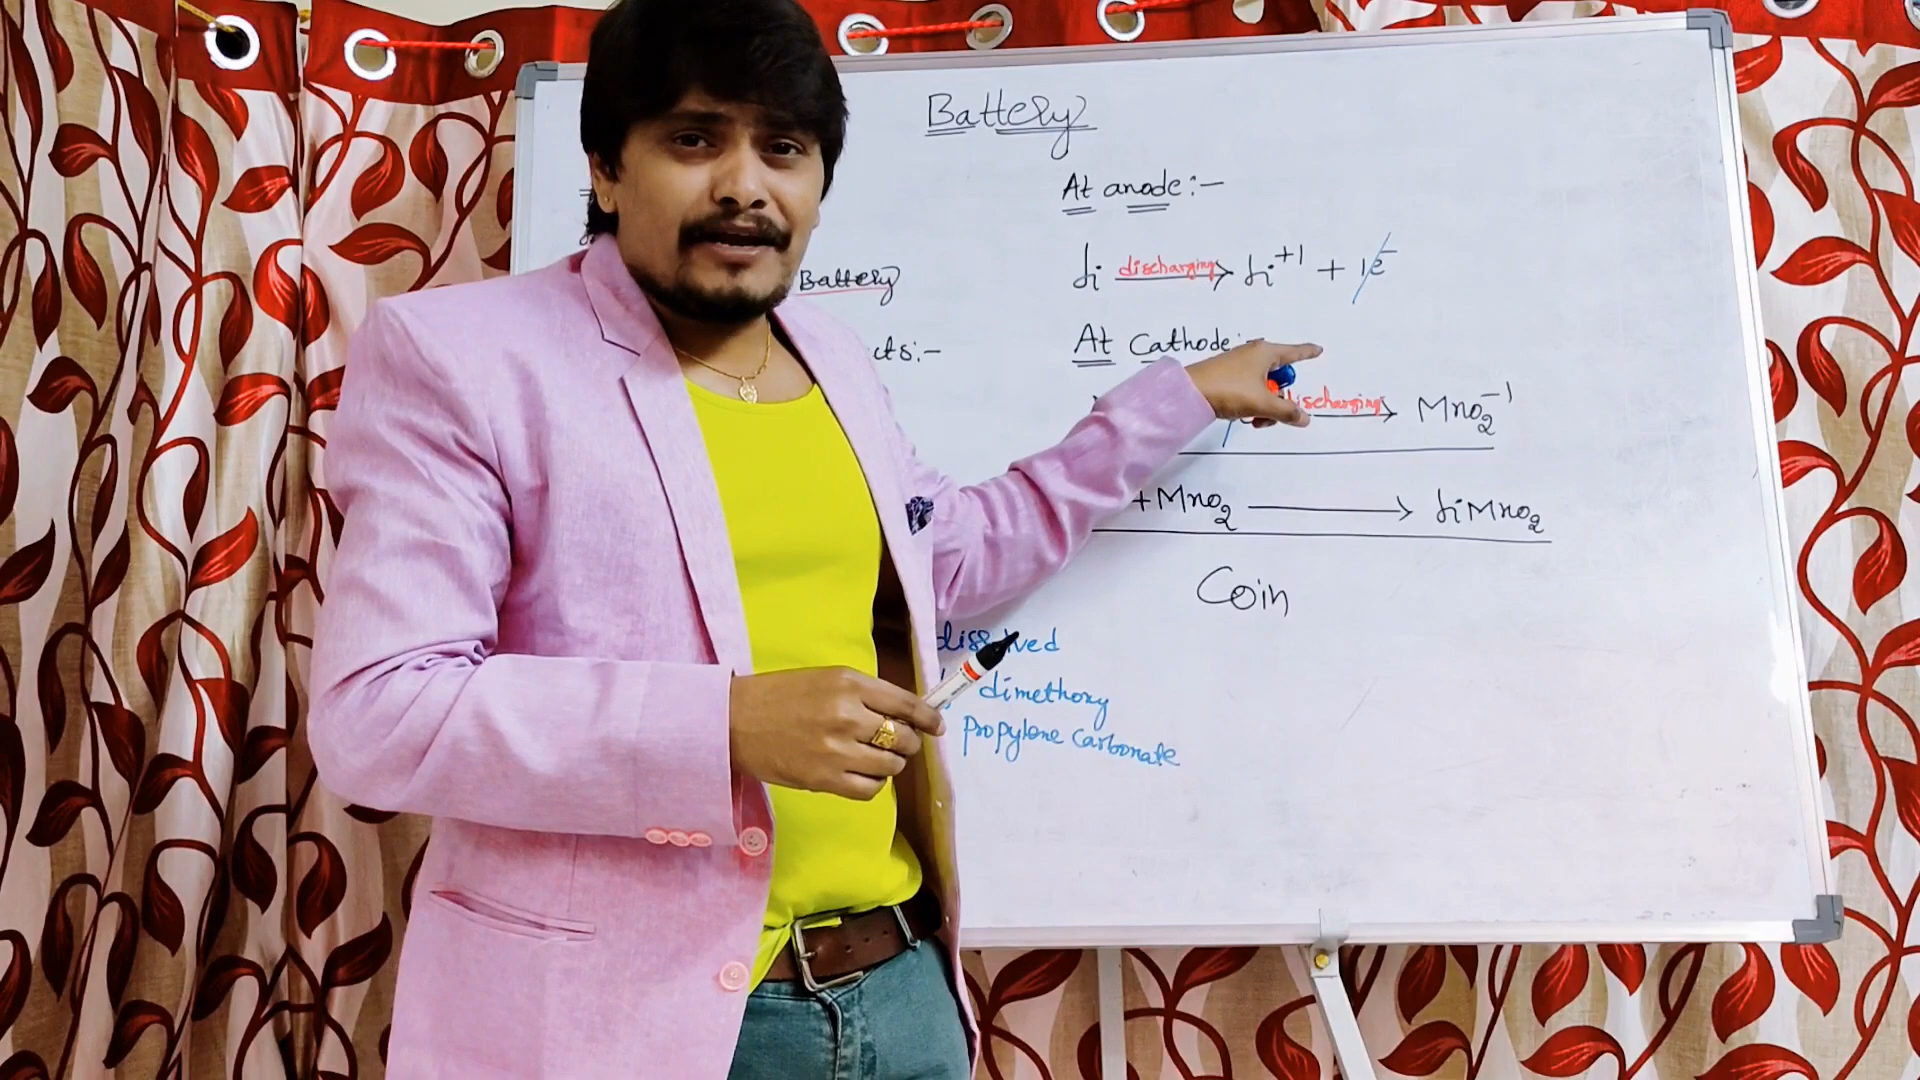 Battery
Battery
cts:-
dissolved
dimethoxy
propylene carbonate
At anode:-
Li discharging → Li⁺¹ + 1e⁻
At Cathode:-
discharging → MnO₂⁻¹
+ MnO₂ → LiMnO₂
Coin